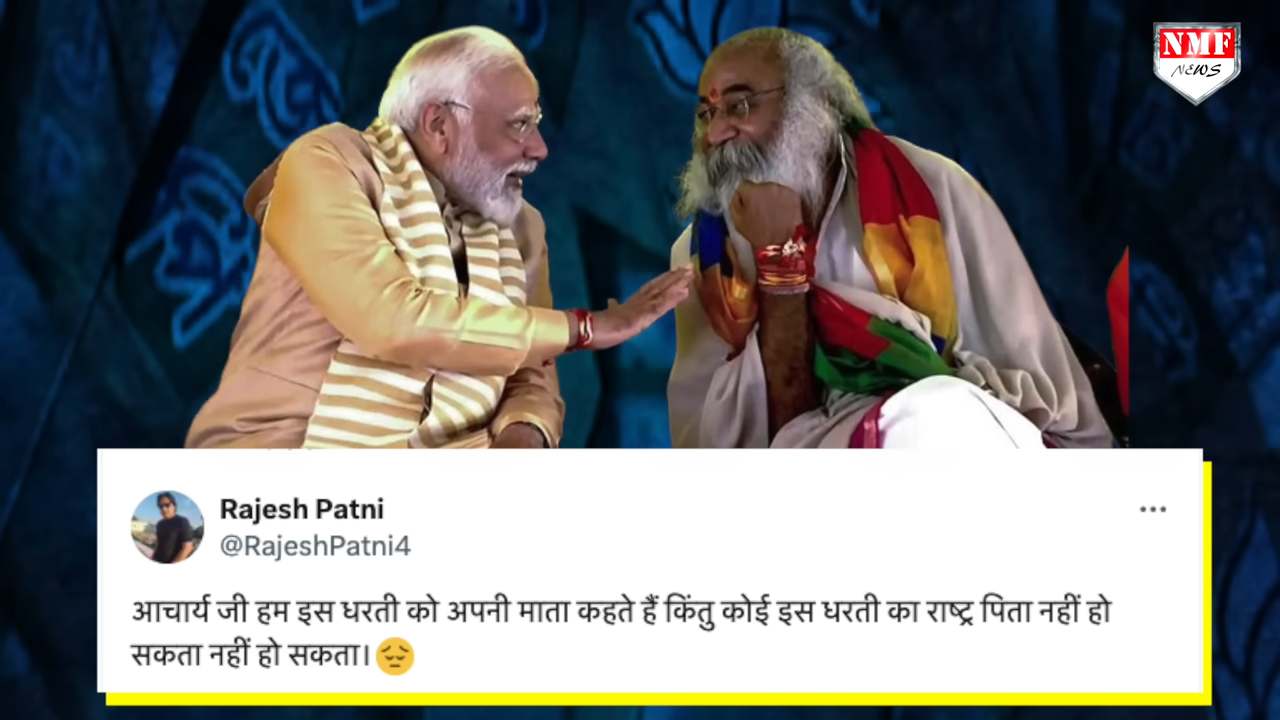 NMF
NEWS
Rajesh Patni
@RajeshPatni4
आचार्य जी हम इस धरती को अपनी माता कहते हैं किंतु कोई इस धरती का राष्ट्र पिता नहीं हो
सकता नहीं हो सकता।😔